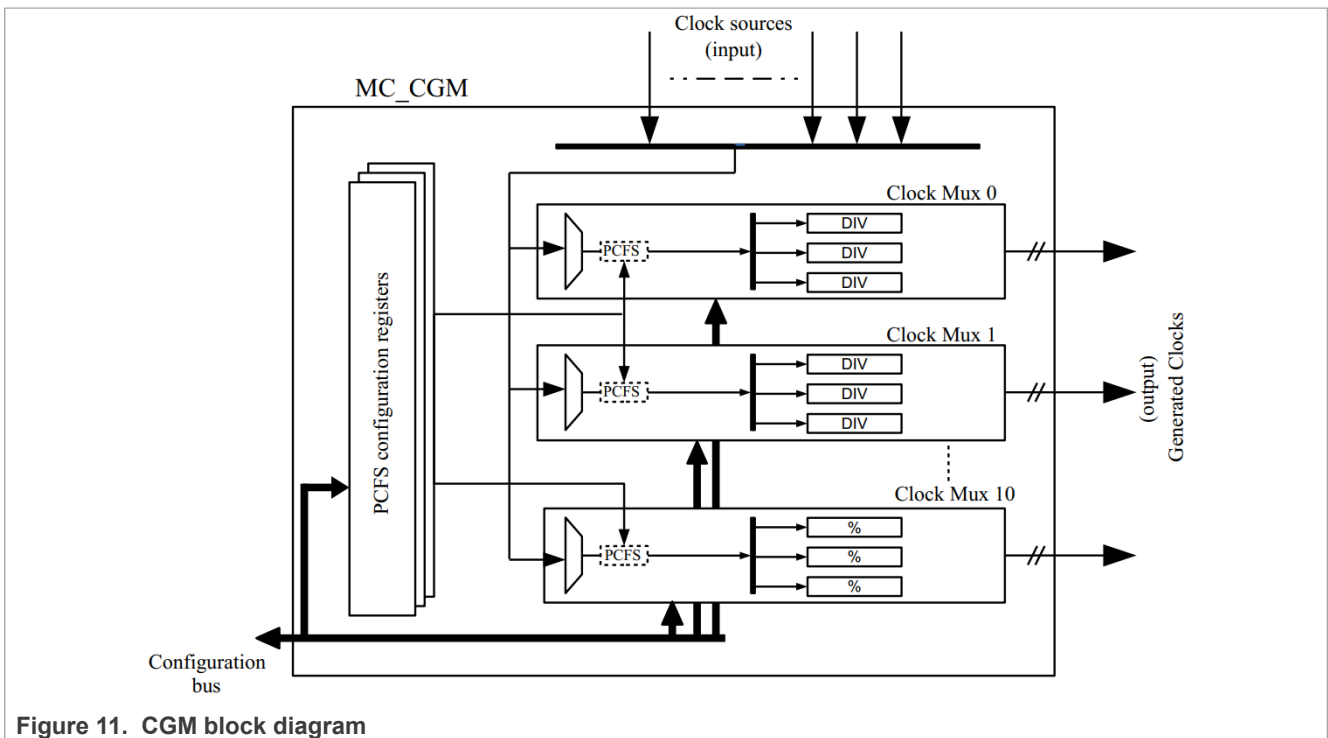 Clock sources
(input)
MC_CGM
PCFS configuration registers
Clock Mux 0
PCFS
DIV
DIV
DIV
Clock Mux 1
PCFS
DIV
DIV
DIV
Clock Mux 10
PCFS
%
%
%
(output)
Generated Clocks
Configuration
bus
Figure 11. CGM block diagram